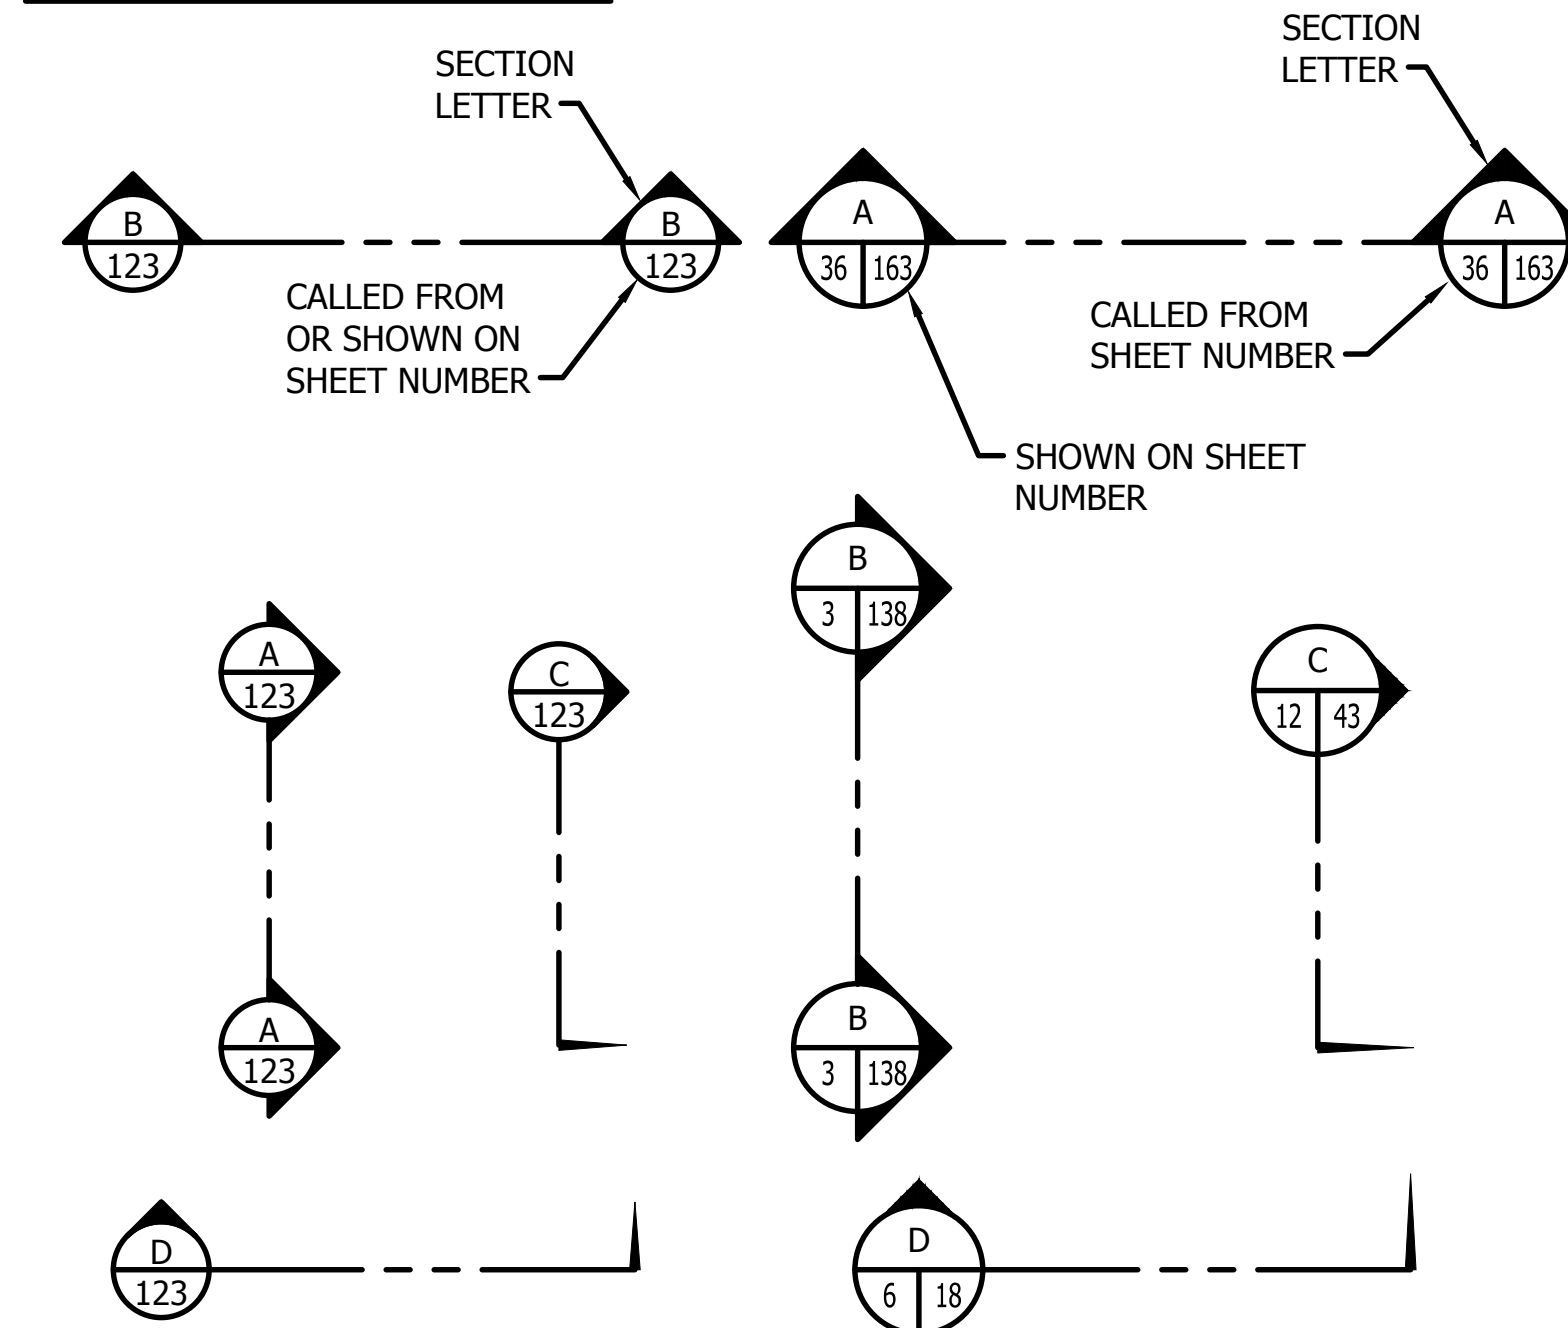 SECTION
LETTER
B
123
B
123
CALLED FROM
OR SHOWN ON
SHEET NUMBER
SECTION
LETTER
A
36 163
A
36 163
CALLED FROM
SHEET NUMBER
SHOWN ON SHEET
NUMBER
A
123
C
123
B
3 138
C
12 43
A
123
B
3 138
D
123
D
6 18